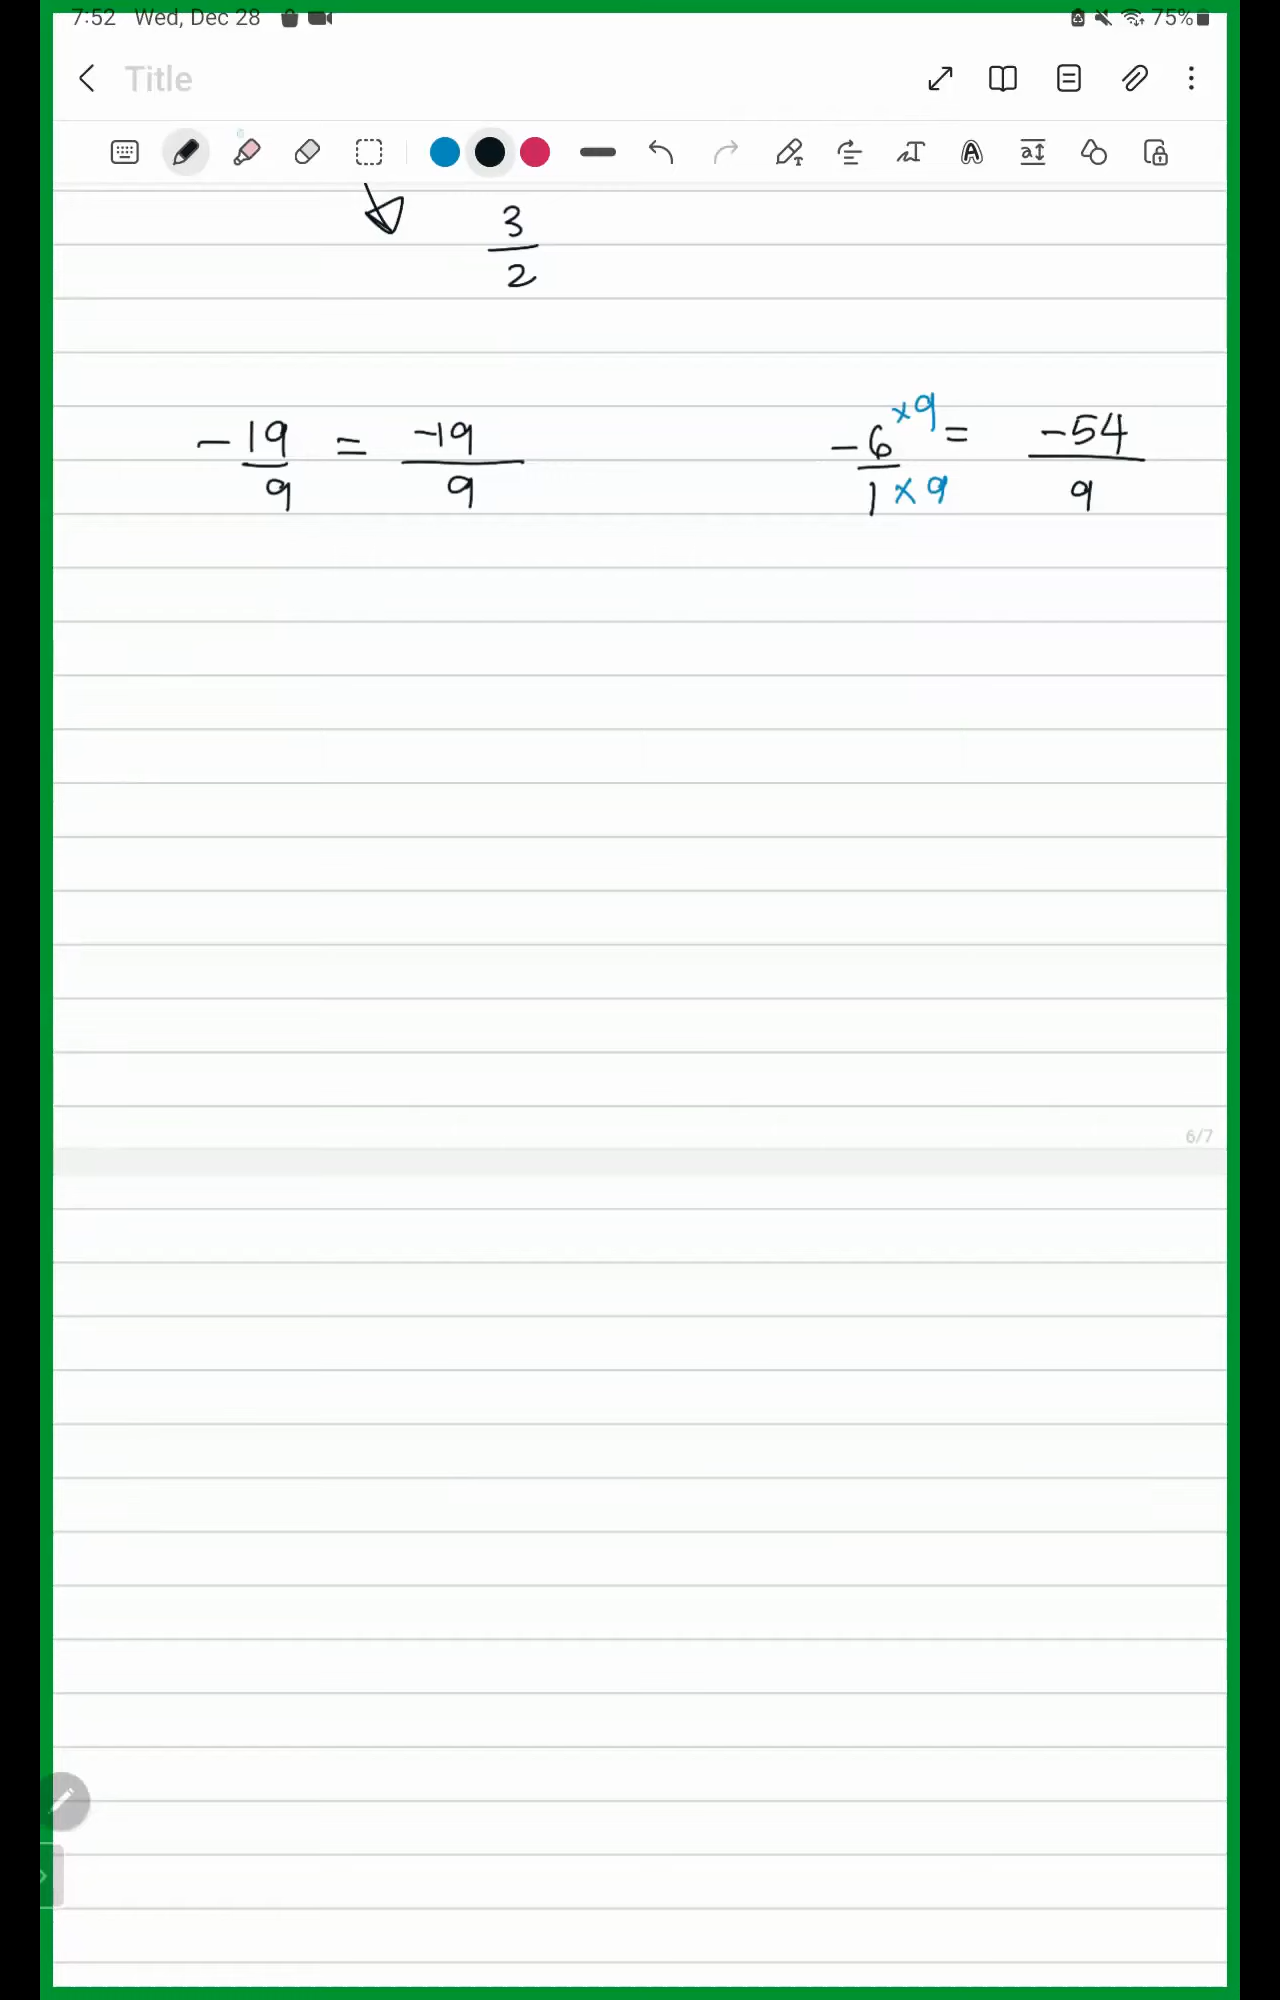 7:52 Wed, Dec 28 75%
Title
3
2
-19/9 = -19/9
-6×9/1×9 = -54/9
6/7